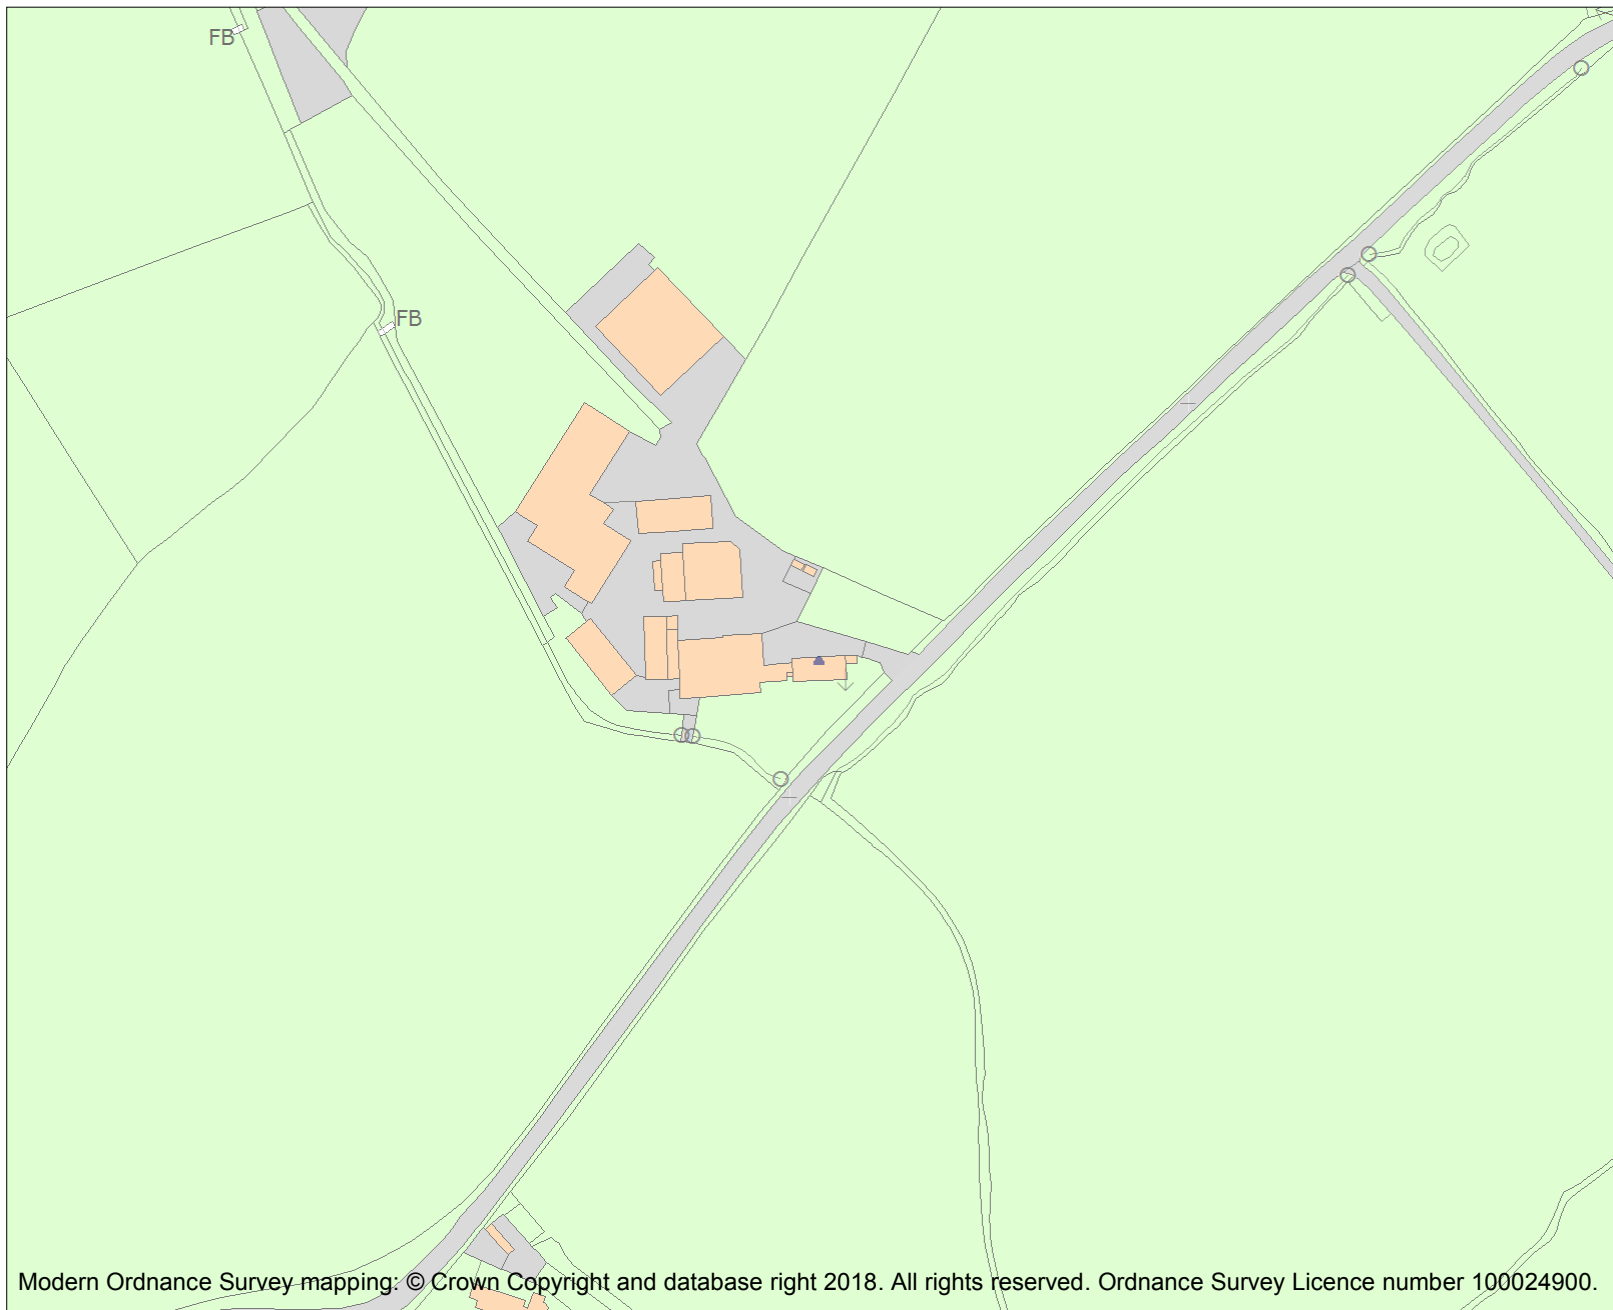 FB
FB
Modern Ordnance Survey mapping: © Crown Copyright and database right 2018. All rights reserved. Ordnance Survey Licence number 100024900.